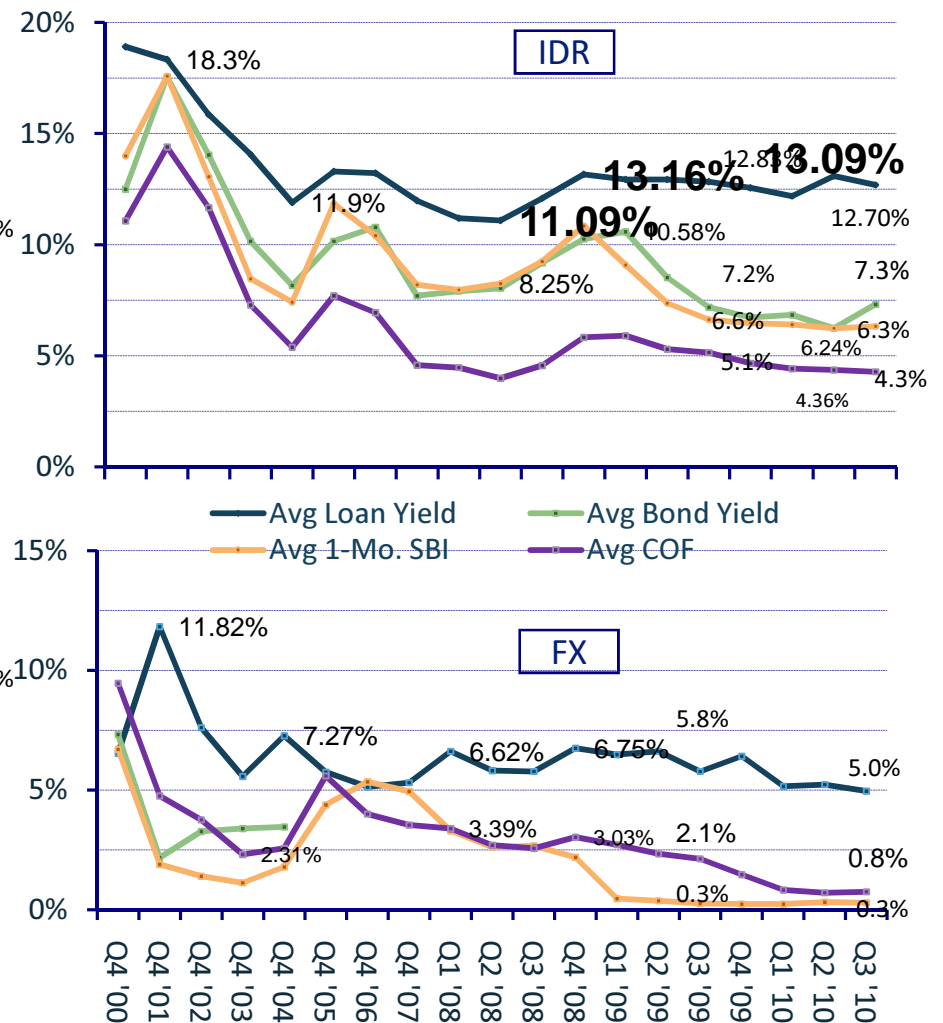 20%
IDR
18.3%
15%
12.83%
13.09%
13.16%
11.9%
12.70%
%
11.09%
10.58%
10%
7.2%
7.3%
8.25%
6.6%
6.3%
6.24%
5%
5.1%
4.3%
4.36%
0%
Avg Loan Yield
Avg Bond Yield
Avg 1-Mo. SBI
Avg COF
15%
11.82%
FX
%
10%
5.8%
7.27%
6.62%
6.75%
5.0%
5%
3.39%
3.03%
2.1%
2.31%
0.8%
0.3%
0.3%
0%
Q4 '00
Q4 '01
Q4 '02
Q4 '03
Q4 '04
Q4 '05
Q4 '06
Q4 '07
Q1 '08
Q2 '08
Q3 '08
Q4 '08
Q1 '09
Q2 '09
Q3 '09
Q4 '09
Q1 '10
Q2 '10
Q3 '10